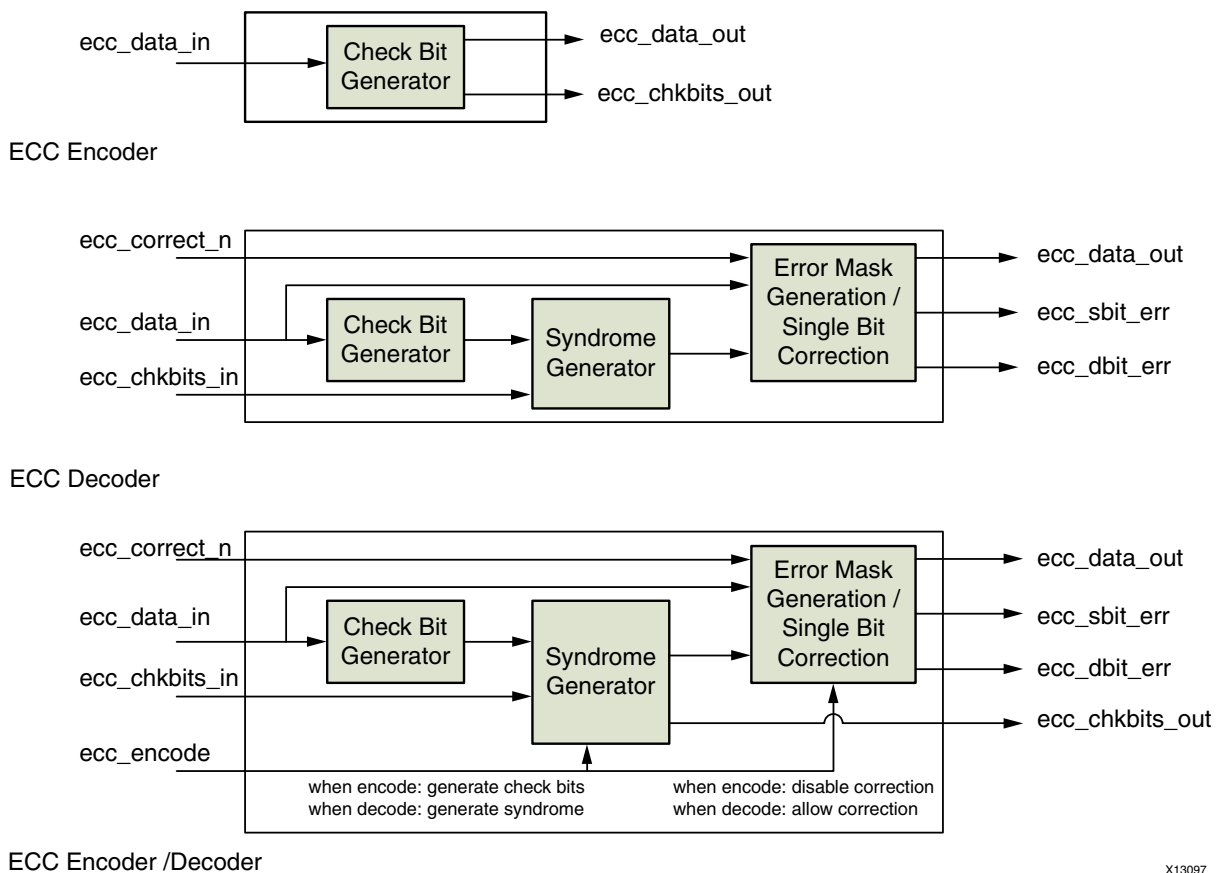 ecc_data_in
Check Bit
Generator
ecc_data_out
ecc_chkbits_out
ECC Encoder
ecc_correct_n
ecc_data_in
ecc_chkbits_in
Check Bit
Generator
Syndrome
Generator
Error Mask
Generation /
Single Bit
Correction
ecc_data_out
ecc_sbit_err
ecc_dbit_err
ECC Decoder
ecc_correct_n
ecc_data_in
ecc_chkbits_in
ecc_encode
Check Bit
Generator
Syndrome
Generator
Error Mask
Generation /
Single Bit
Correction
ecc_data_out
ecc_sbit_err
ecc_dbit_err
ecc_chkbits_out
when encode: generate check bits
when decode: generate syndrome
when encode: disable correction
when decode: allow correction
ECC Encoder /Decoder
X13097